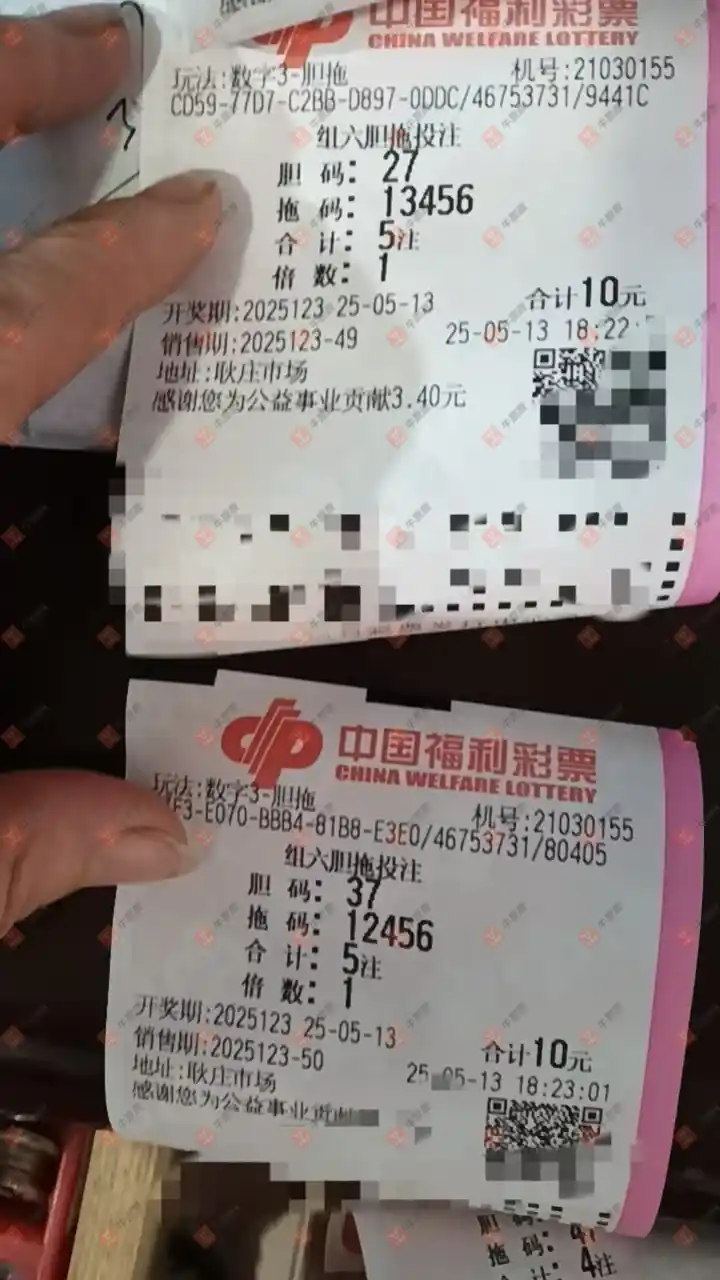 中国福利彩票
CHINA WELFARE LOTTERY
玩法:数字3-胆拖 机号:21030155
CD59-77D7-C2BB-D897-0DDC/46753731/9441C
组六胆拖投注
胆 码: 27
拖 码: 13456
合 计: 5注
倍 数: 1
合计10元
开奖期:2025123 25-05-13
销售期:2025123-49 25-05-13 18:22
地址:耿庄市场
感谢您为公益事业贡献3.40元
中国福利彩票
CHINA WELFARE LOTTERY
玩法:数字3-胆拖 机号:21030155
F3-E070-BBB4-81B8-E3E0/46753731/80405
组六胆拖投注
胆 码: 37
拖 码: 12456
合 计: 5注
倍 数: 1
合计10元
开奖期:2025123 25-05-13
销售期:2025123-50 25-05-13 18:23:01
地址:耿庄市场
感谢您为公益事业贡献
胆 码:
拖 码:
合 计: 4注